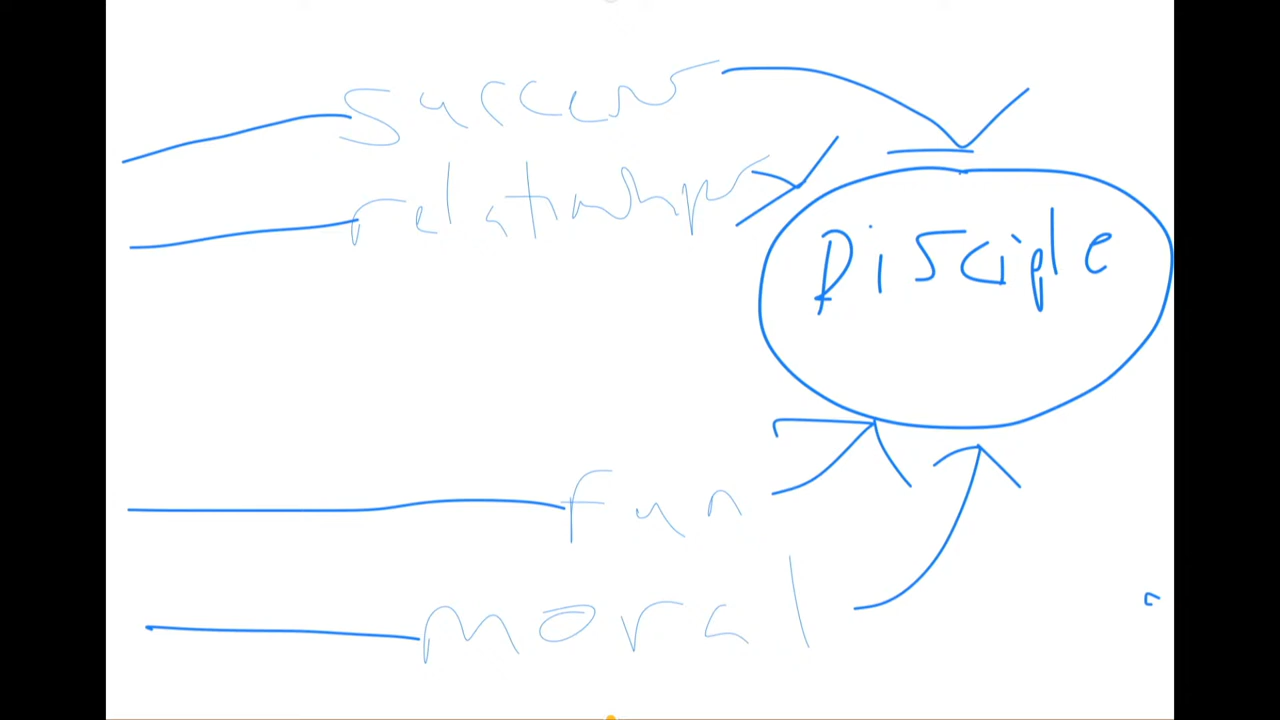 success
relationships
Disciple
fun
moral